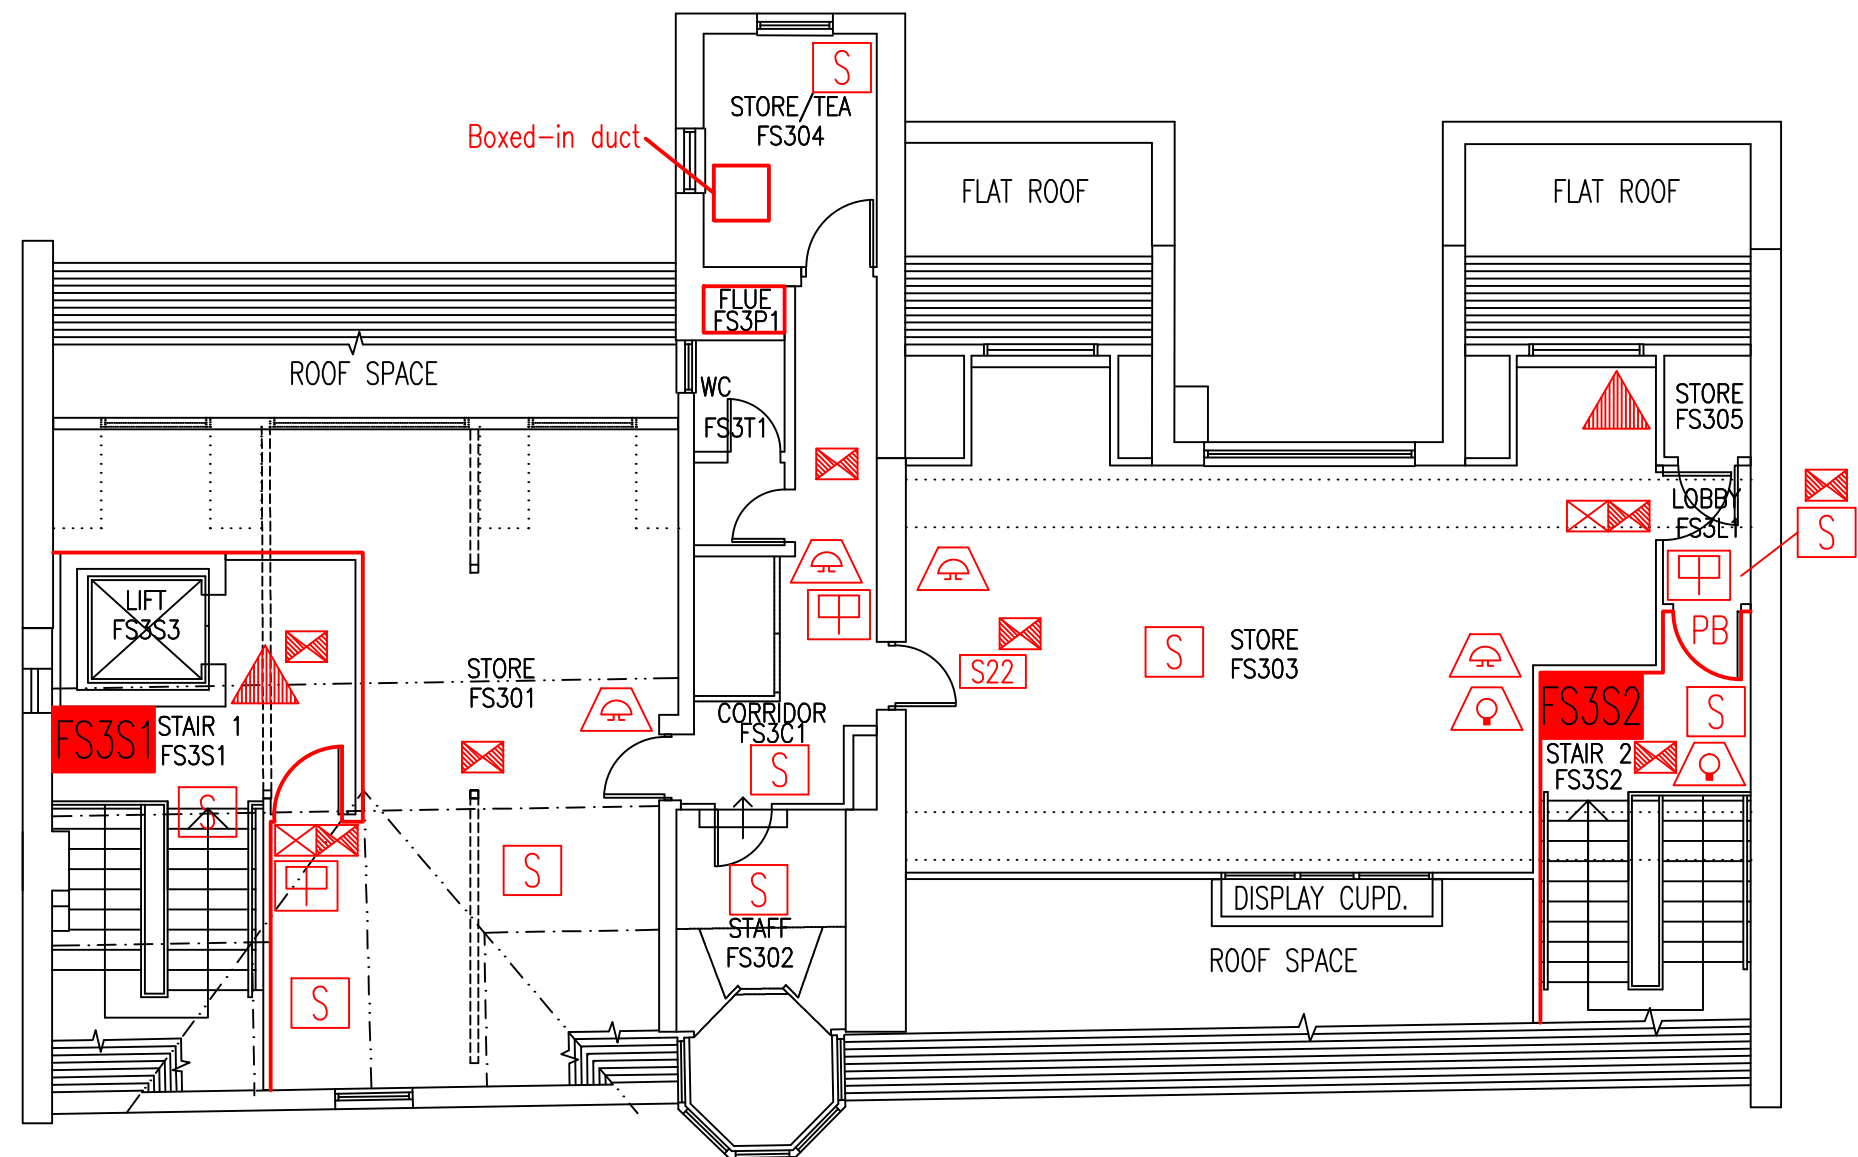 S
STORE/TEA
FS304
Boxed-in duct
FLAT ROOF
FLAT ROOF
FLUE
FS3P1
ROOF SPACE
WC
FS3T1
STORE
FS305
LOBBY
FS3L1
S
LIFT
FS3S3
STORE
FS301
S22
S
STORE
FS303
PB
FS3S1
STAIR 1
FS3S1
CORRIDOR
FS3C1
S
FS3S2
S
STAIR 2
FS3S2
S
S
S
STAFF
FS302
DISPLAY CUPD.
ROOF SPACE
S